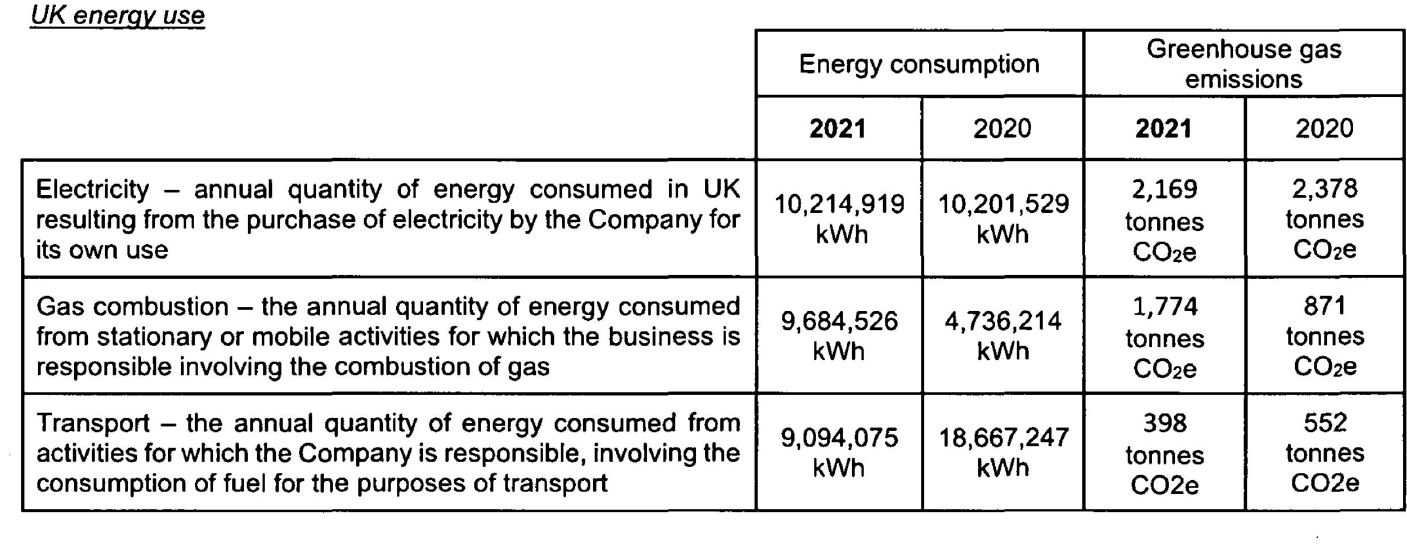 UK energy use
Energy consumption
Greenhouse gas
emissions
2021
2020
2021
2020
Electricity – annual quantity of energy consumed in UK
resulting from the purchase of electricity by the Company for
its own use
10,214,919
kWh
10,201,529
kWh
2,169
tonnes
CO₂e
2,378
tonnes
CO₂e
Gas combustion – the annual quantity of energy consumed
from stationary or mobile activities for which the business is
responsible involving the combustion of gas
9,684,526
kWh
4,736,214
kWh
1,774
tonnes
CO₂e
871
tonnes
CO₂e
Transport – the annual quantity of energy consumed from
activities for which the Company is responsible, involving the
consumption of fuel for the purposes of transport
9,094,075
kWh
18,667,247
kWh
398
tonnes
CO2e
552
tonnes
CO2e